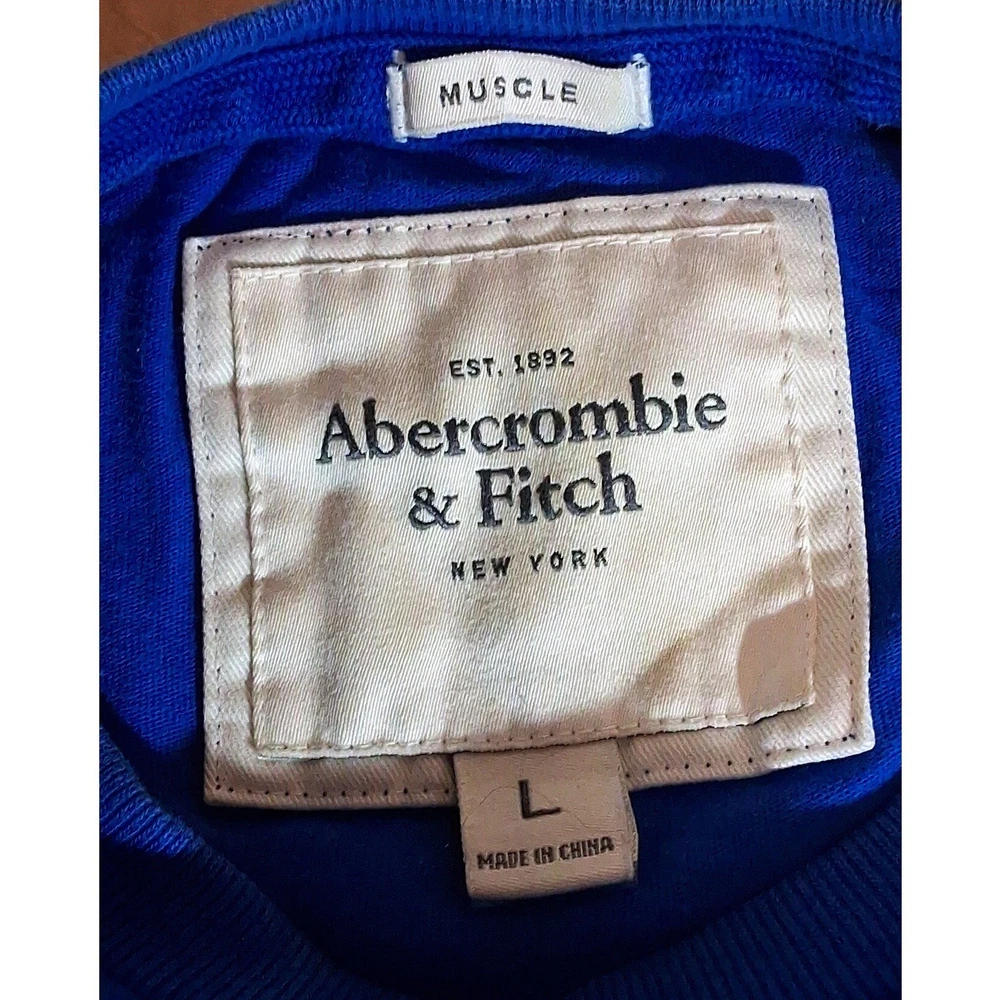 MUSCLE
EST. 1892
Abercrombie
& Fitch
NEW YORK
L
MADE IN CHINA